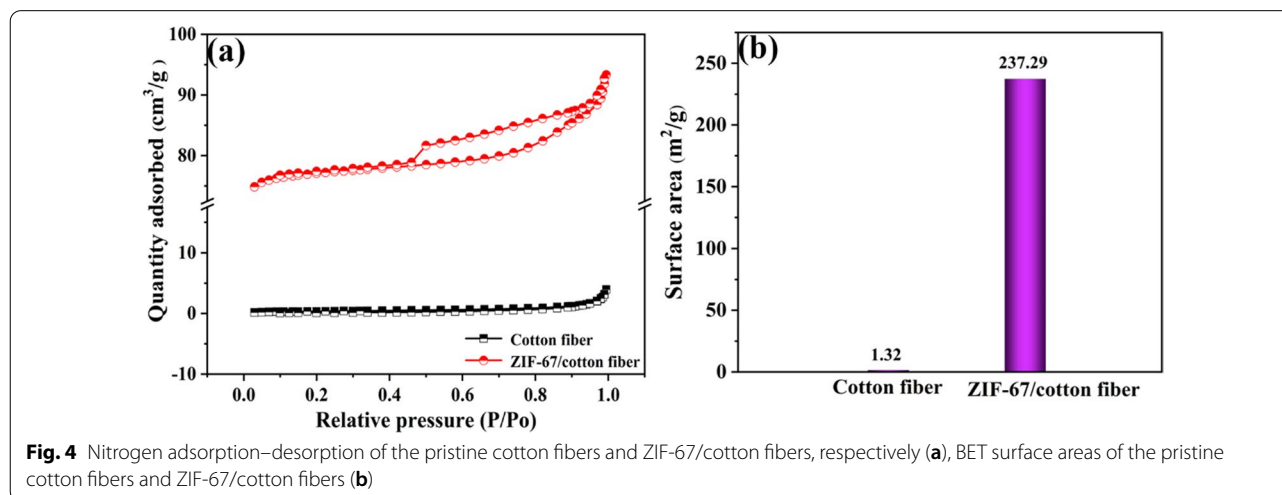 (a)
100
90
80
10
0
-10
Quantity adsorbed (cm³/g)
0.0 0.2 0.4 0.6 0.8 1.0
Relative pressure (P/Po)
Cotton fiber
ZIF-67/cotton fiber
(b)
250
200
150
100
50
0
Surface area (m²/g)
237.29
1.32
Cotton fiber ZIF-67/cotton fiber
Fig. 4 Nitrogen adsorption–desorption of the pristine cotton fibers and ZIF-67/cotton fibers, respectively (a), BET surface areas of the pristine
cotton fibers and ZIF-67/cotton fibers (b)